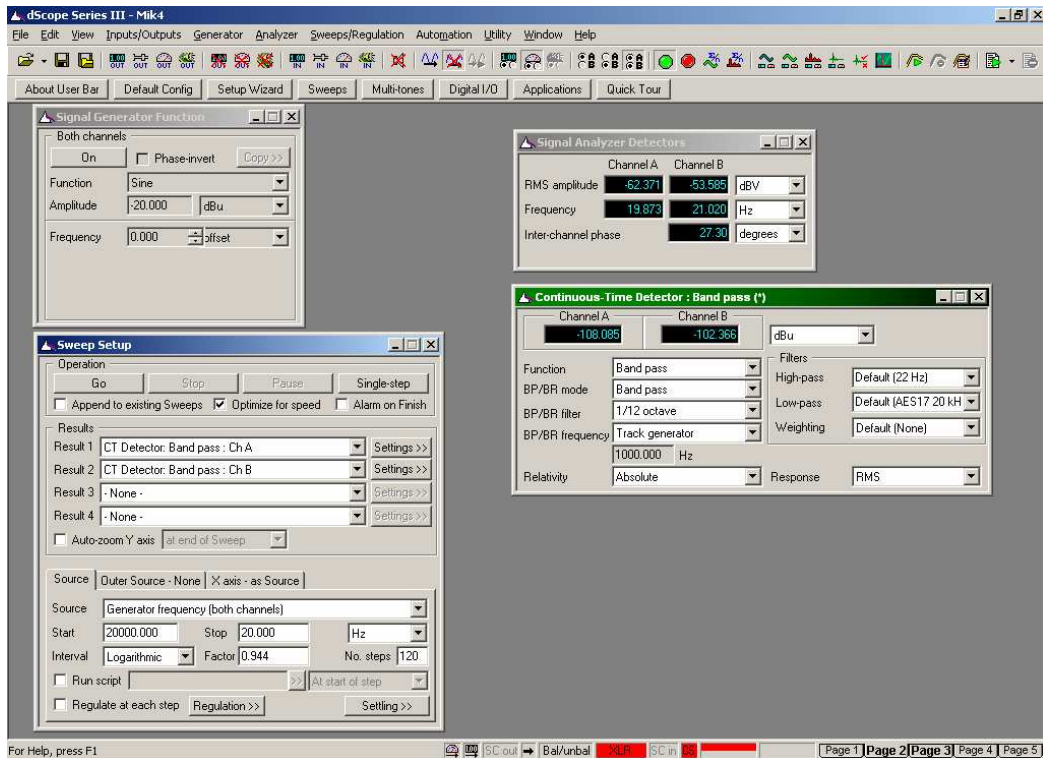 dScope Series III - Mik4
File Edit View Inputs/Outputs Generator Analyzer Sweeps/Regulation Automation Utility Window Help
About User Bar Default Config Setup Wizard Sweeps Multi-tones Digital I/O Applications Quick Tour
Signal Generator Function
Both channels
On Phase-invert Copy >>
Function Sine
Amplitude -20.000 dBu
Frequency 0.000 offset
Signal Analyzer Detectors
Channel A Channel B
RMS amplitude -62.371 -53.585 dBV
Frequency 19.873 21.020 Hz
Inter-channel phase 27.30 degrees
Continuous-Time Detector : Band pass (*)
Channel A Channel B
-108.085 -102.366 dBu
Function Band pass
BP/BR mode Band pass
BP/BR filter 1/12 octave
BP/BR frequency Track generator
1000.000 Hz
Relativity Absolute
Filters
High-pass Default (22 Hz)
Low-pass Default (AES17 20 kH
Weighting Default (None)
Response RMS
Sweep Setup
Operation
Go Stop Pause Single-step
Append to existing Sweeps Optimize for speed Alarm on Finish
Results
Result 1 CT Detector: Band pass : Ch A Settings >>
Result 2 CT Detector: Band pass : Ch B Settings >>
Result 3 - None - Settings >>
Result 4 - None - Settings >>
Auto-zoom Y axis at end of Sweep
Source Outer Source - None X axis - as Source
Source Generator frequency (both channels)
Start 20000.000 Stop 20.000 Hz
Interval Logarithmic Factor 0.944 No. steps 120
Run script >> At start of step
Regulate at each step Regulation >> Settling >>
For Help, press F1 SC out Bal/unbal XLR SC in CS Page 1 Page 2 Page 3 Page 4 Page 5